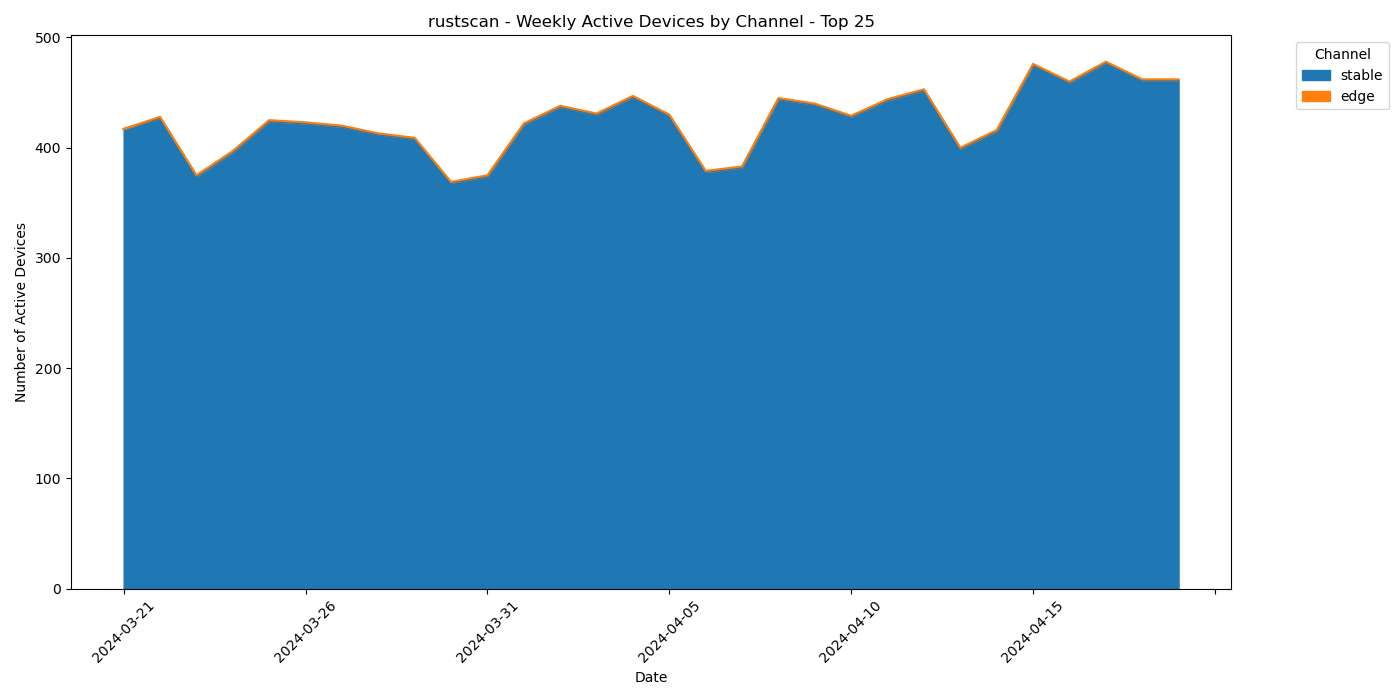 rustscan - Weekly Active Devices by Channel - Top 25
Channel
stable
edge
Number of Active Devices
500
400
300
200
100
0
2024-03-21
2024-03-26
2024-03-31
2024-04-05
2024-04-10
2024-04-15
Date